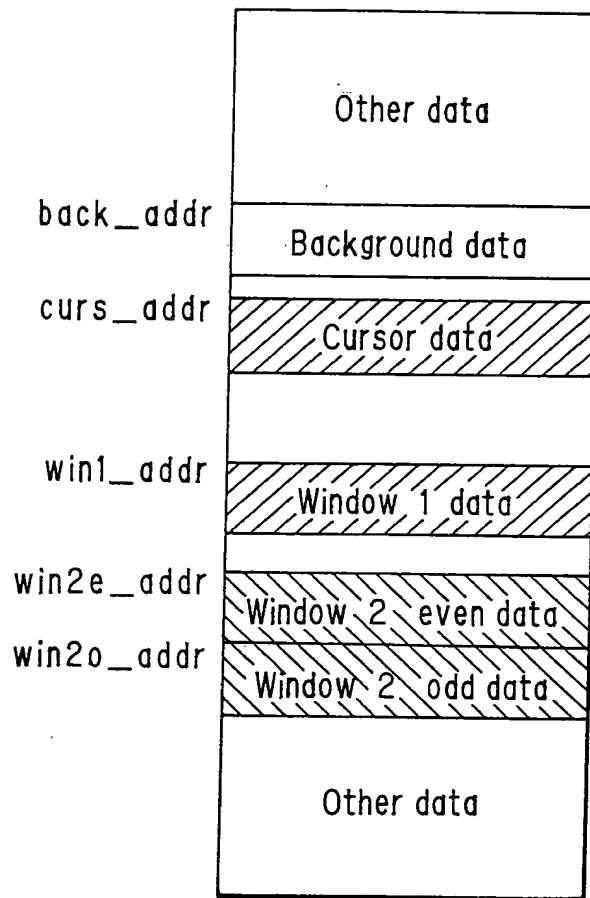 Other data
back_addr
Background data
curs_addr
Cursor data
win1_addr
Window 1 data
win2e_addr
Window 2 even data
win2o_addr
Window 2 odd data
Other data